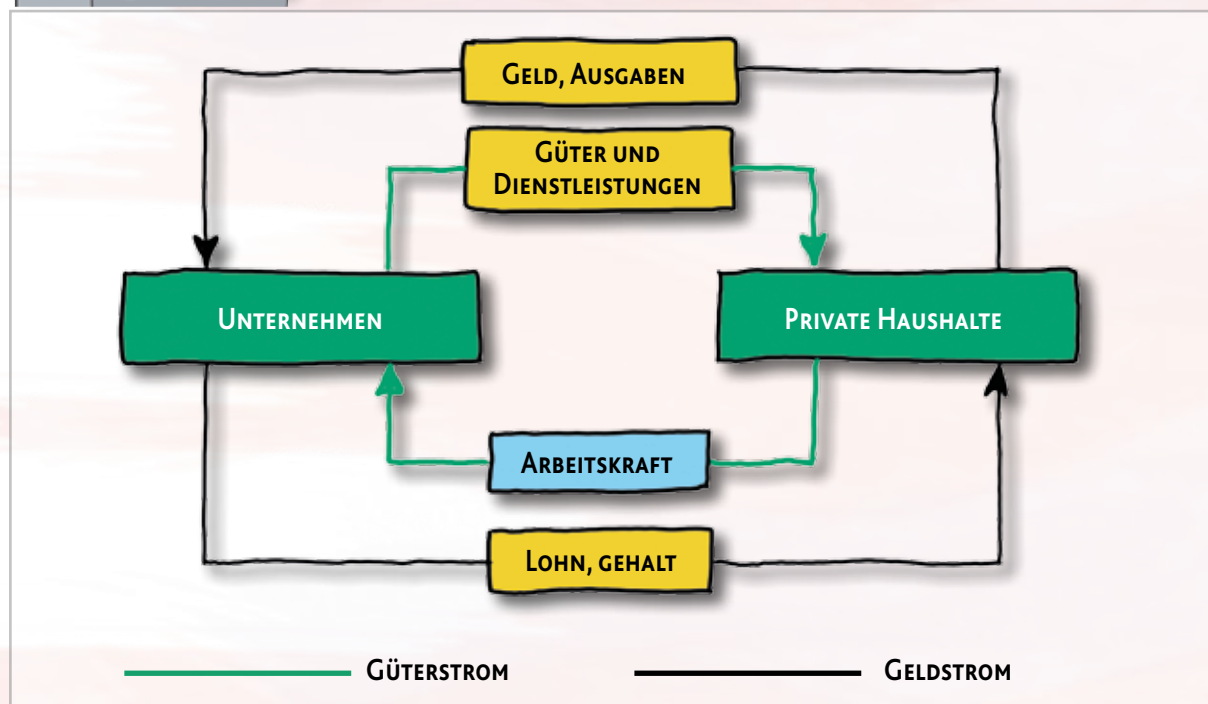 Geld, Ausgaben
Güter und
Dienstleistungen
Unternehmen
Private Haushalte
Arbeitskraft
Lohn, gehalt
Güterstrom
Geldstrom